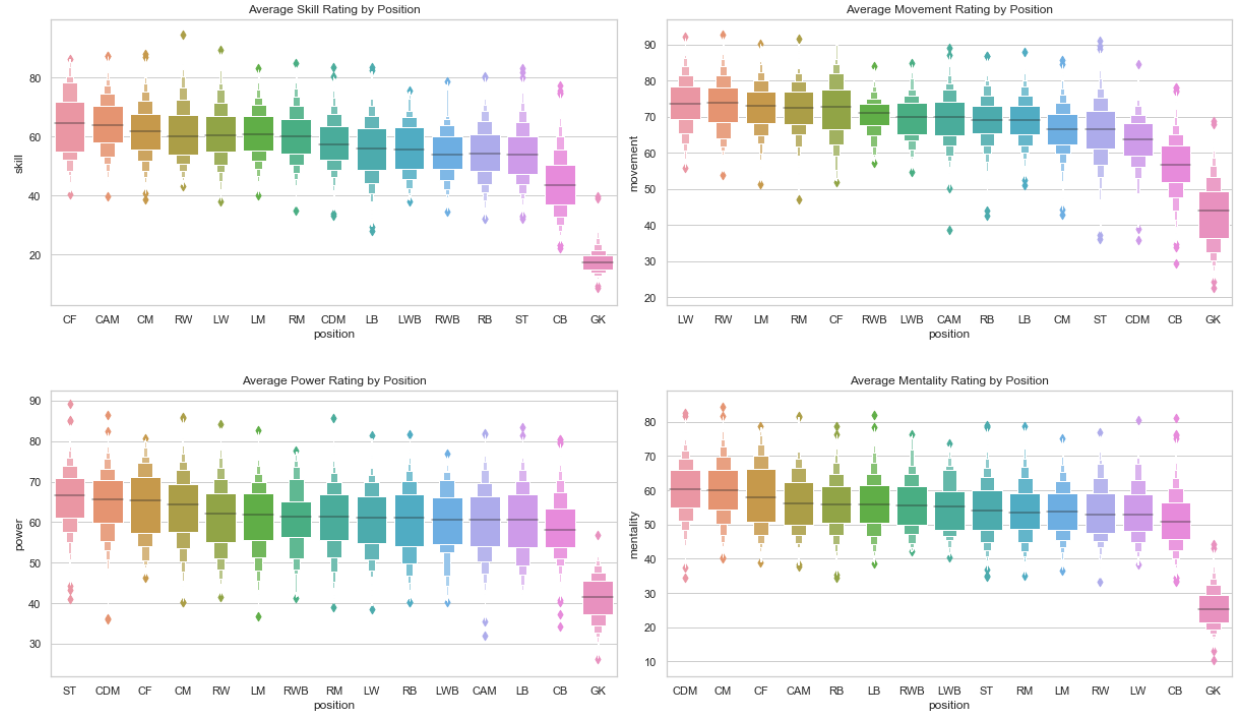 Average Skill Rating by Position
skill
80
60
40
20
CF CAM CM RW LW LM RM CDM LB LWB RWB RB ST CB GK
position
Average Movement Rating by Position
movement
90
80
70
60
50
40
30
20
LW RW LM RM CF RWB LWB CAM RB LB CM ST CDM CB GK
position
Average Power Rating by Position
power
90
80
70
60
50
40
30
ST CDM CF CM RW LM RWB RM LW RB LWB CAM LB CB GK
position
Average Mentality Rating by Position
mentality
80
70
60
50
40
30
20
10
CDM CM CF CAM RB LB RWB LWB ST RM LM RW LW CB GK
position